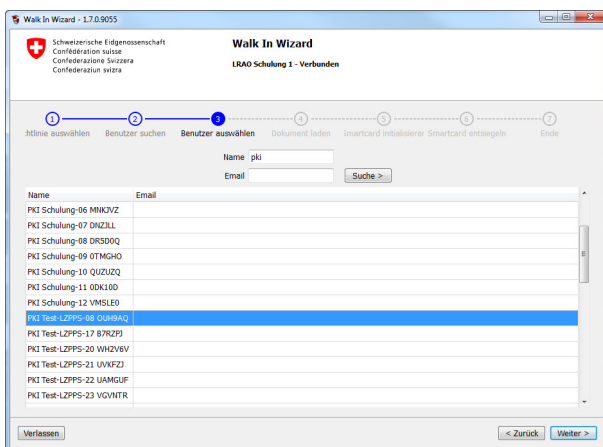 Walk In Wizard - 1.7.0.9055
Schweizerische Eidgenossenschaft
Confédération suisse
Confederazione Svizzera
Confederaziun svizra
Walk In Wizard
LRAO Schulung 1 - Verbunden
1 2 3 4 5 6 7
htlinie auswählen Benutzer suchen Benutzer auswählen Dokument laden Smartcard initialisieren Smartcard entsiegeln Ende
Name pki
Email Suche >
Name Email
PKI Schulung-06 MNKJVZ
PKI Schulung-07 DNZJLL
PKI Schulung-08 DR5D0Q
PKI Schulung-09 0TMGHO
PKI Schulung-10 QUZUZQ
PKI Schulung-11 0DK10D
PKI Schulung-12 VMSLE0
PKI Test-LZPPS-08 OUH9AQ
PKI Test-LZPPS-17 B7RZPJ
PKI Test-LZPPS-20 WH2V6V
PKI Test-LZPPS-21 UVKFZJ
PKI Test-LZPPS-22 UAMGUF
PKI Test-LZPPS-23 VGVNTR
Verlassen < Zurück Weiter >